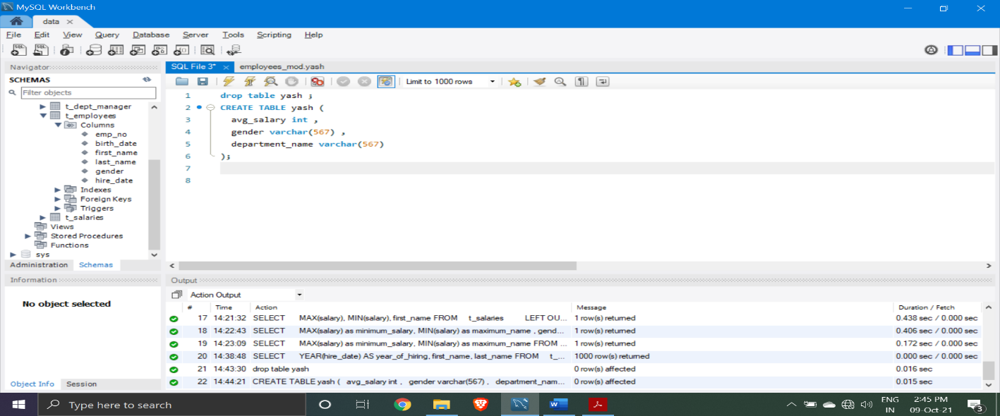 MySQL Workbench
data
File Edit View Query Database Server Tools Scripting Help
Navigator
SCHEMAS
Filter objects
t_dept_manager
t_employees
Columns
emp_no
birth_date
first_name
last_name
gender
hire_date
Indexes
Foreign Keys
Triggers
t_salaries
Views
Stored Procedures
Functions
sys
Administration Schemas
Information
No object selected
Object Info Session
SQL File 3* employees_mod.yash
Limit to 1000 rows
1 drop table yash ;
2 CREATE TABLE yash (
3 avg_salary int ,
4 gender varchar(567) ,
5 department_name varchar(567)
6 );
7
8
Output
Action Output
# Time Action Message Duration / Fetch
17 14:21:32 SELECT MAX(salary), MIN(salary), first_name FROM t_salaries LEFT OU... 1 row(s) returned 0.438 sec / 0.000 sec
18 14:22:43 SELECT MAX(salary) as minimum_salary, MIN(salary) as maximum_name , gend... 1 row(s) returned 0.406 sec / 0.000 sec
19 14:23:09 SELECT MAX(salary) as minimum_salary, MIN(salary) as maximum_name FROM ... 1 row(s) returned 0.172 sec / 0.000 sec
20 14:38:48 SELECT YEAR(hire_date) AS year_of_hiring, first_name, last_name FROM t_... 1000 row(s) returned 0.000 sec / 0.000 sec
21 14:43:30 drop table yash 0 row(s) affected 0.016 sec
22 14:44:21 CREATE TABLE yash ( avg_salary int , gender varchar(567) , department_nam... 0 row(s) affected 0.015 sec
Type here to search
ENG
IN
2:45 PM
09-Oct-21
3